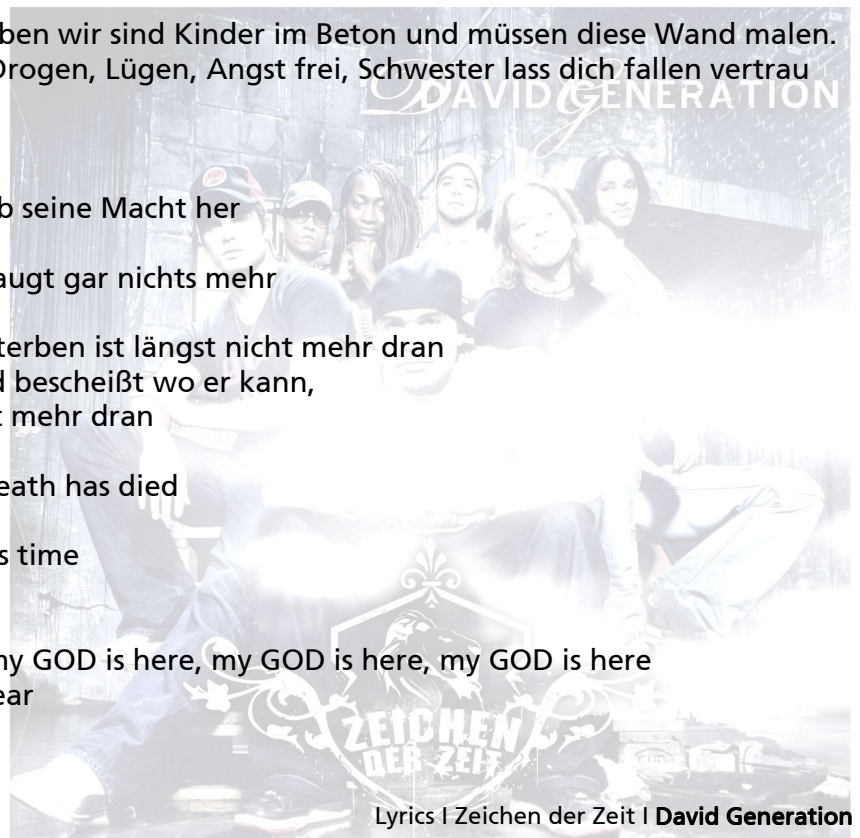 ben wir sind Kinder im Beton und müssen diese Wand malen.
Drogen, Lügen, Angst frei, Schwester lass dich fallen vertrau
DAVID GENERATION
b seine Macht her
augt gar nichts mehr
terben ist längst nicht mehr dran
d bescheißt wo er kann,
t mehr dran
eath has died
s time
my GOD is here, my GOD is here, my GOD is here
ear
ZEICHEN
DER ZEIT
Lyrics I Zeichen der Zeit I David Generation